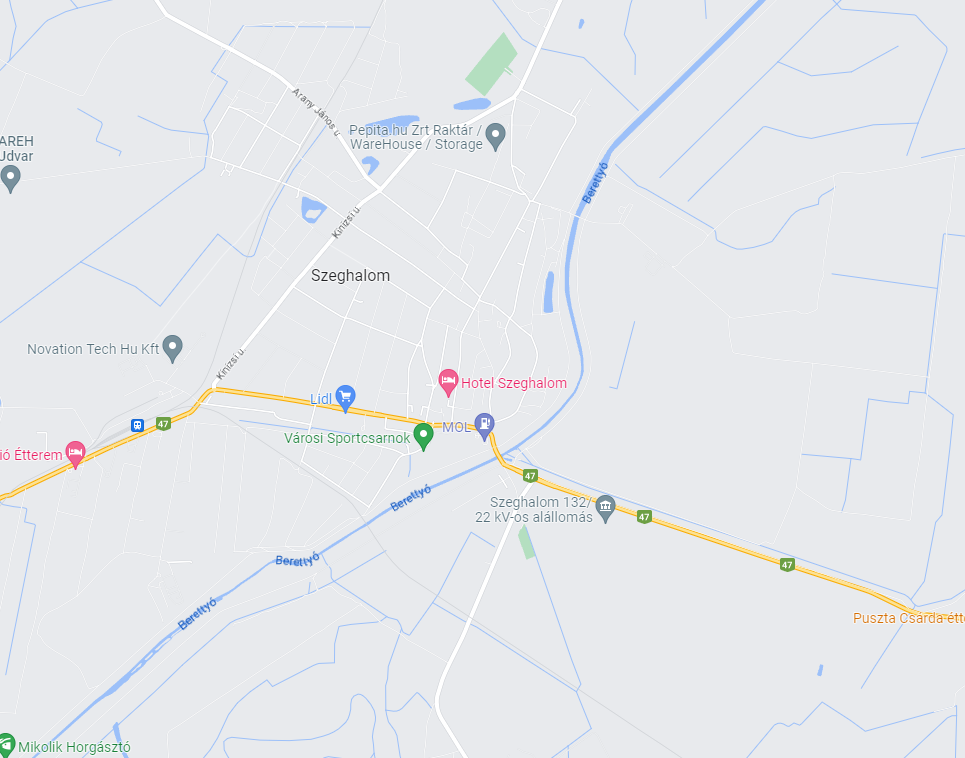 Arany János u.
Pepita.hu Zrt Raktár /
WareHouse / Storage
AREH
Udvar
Berettyó
Kinizsi u.
Szeghalom
Novation Tech Hu Kft
Kinizsi u.
Hotel Szeghalom
Lidl
47
MOL
Városi Sportcsarnok
ió Étterem
47
Berettyó
Szeghalom 132/
22 kV-os alállomás
47
Berettyó
47
Berettyó
Puszta Csárda étte
Mikolik Horgásztó